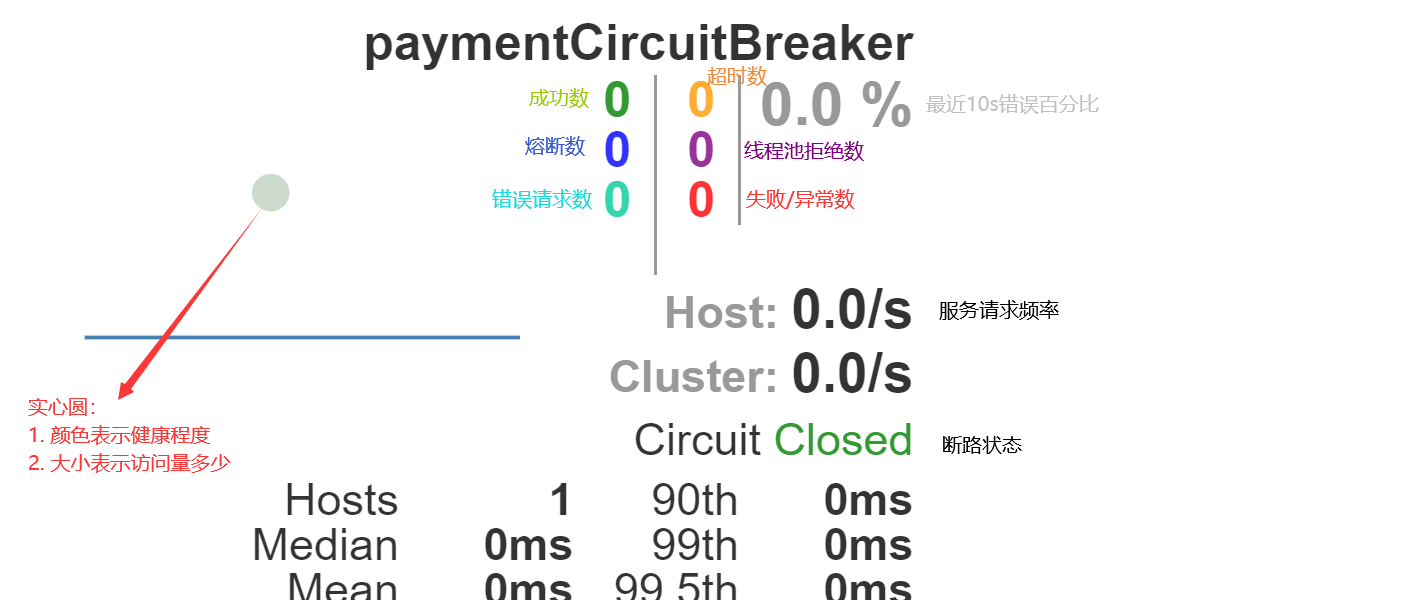 paymentCircuitBreaker
超时数
成功数 0 0 0.0 % 最近10s错误百分比
熔断数 0 0 线程池拒绝数
错误请求数 0 0 失败/异常数
Host: 0.0/s 服务请求频率
Cluster: 0.0/s
实心圆：
1. 颜色表示健康程度
2. 大小表示访问量多少
Circuit Closed 断路状态
Hosts 1 90th 0ms
Median 0ms 99th 0ms
Mean 0ms 99.5th 0ms